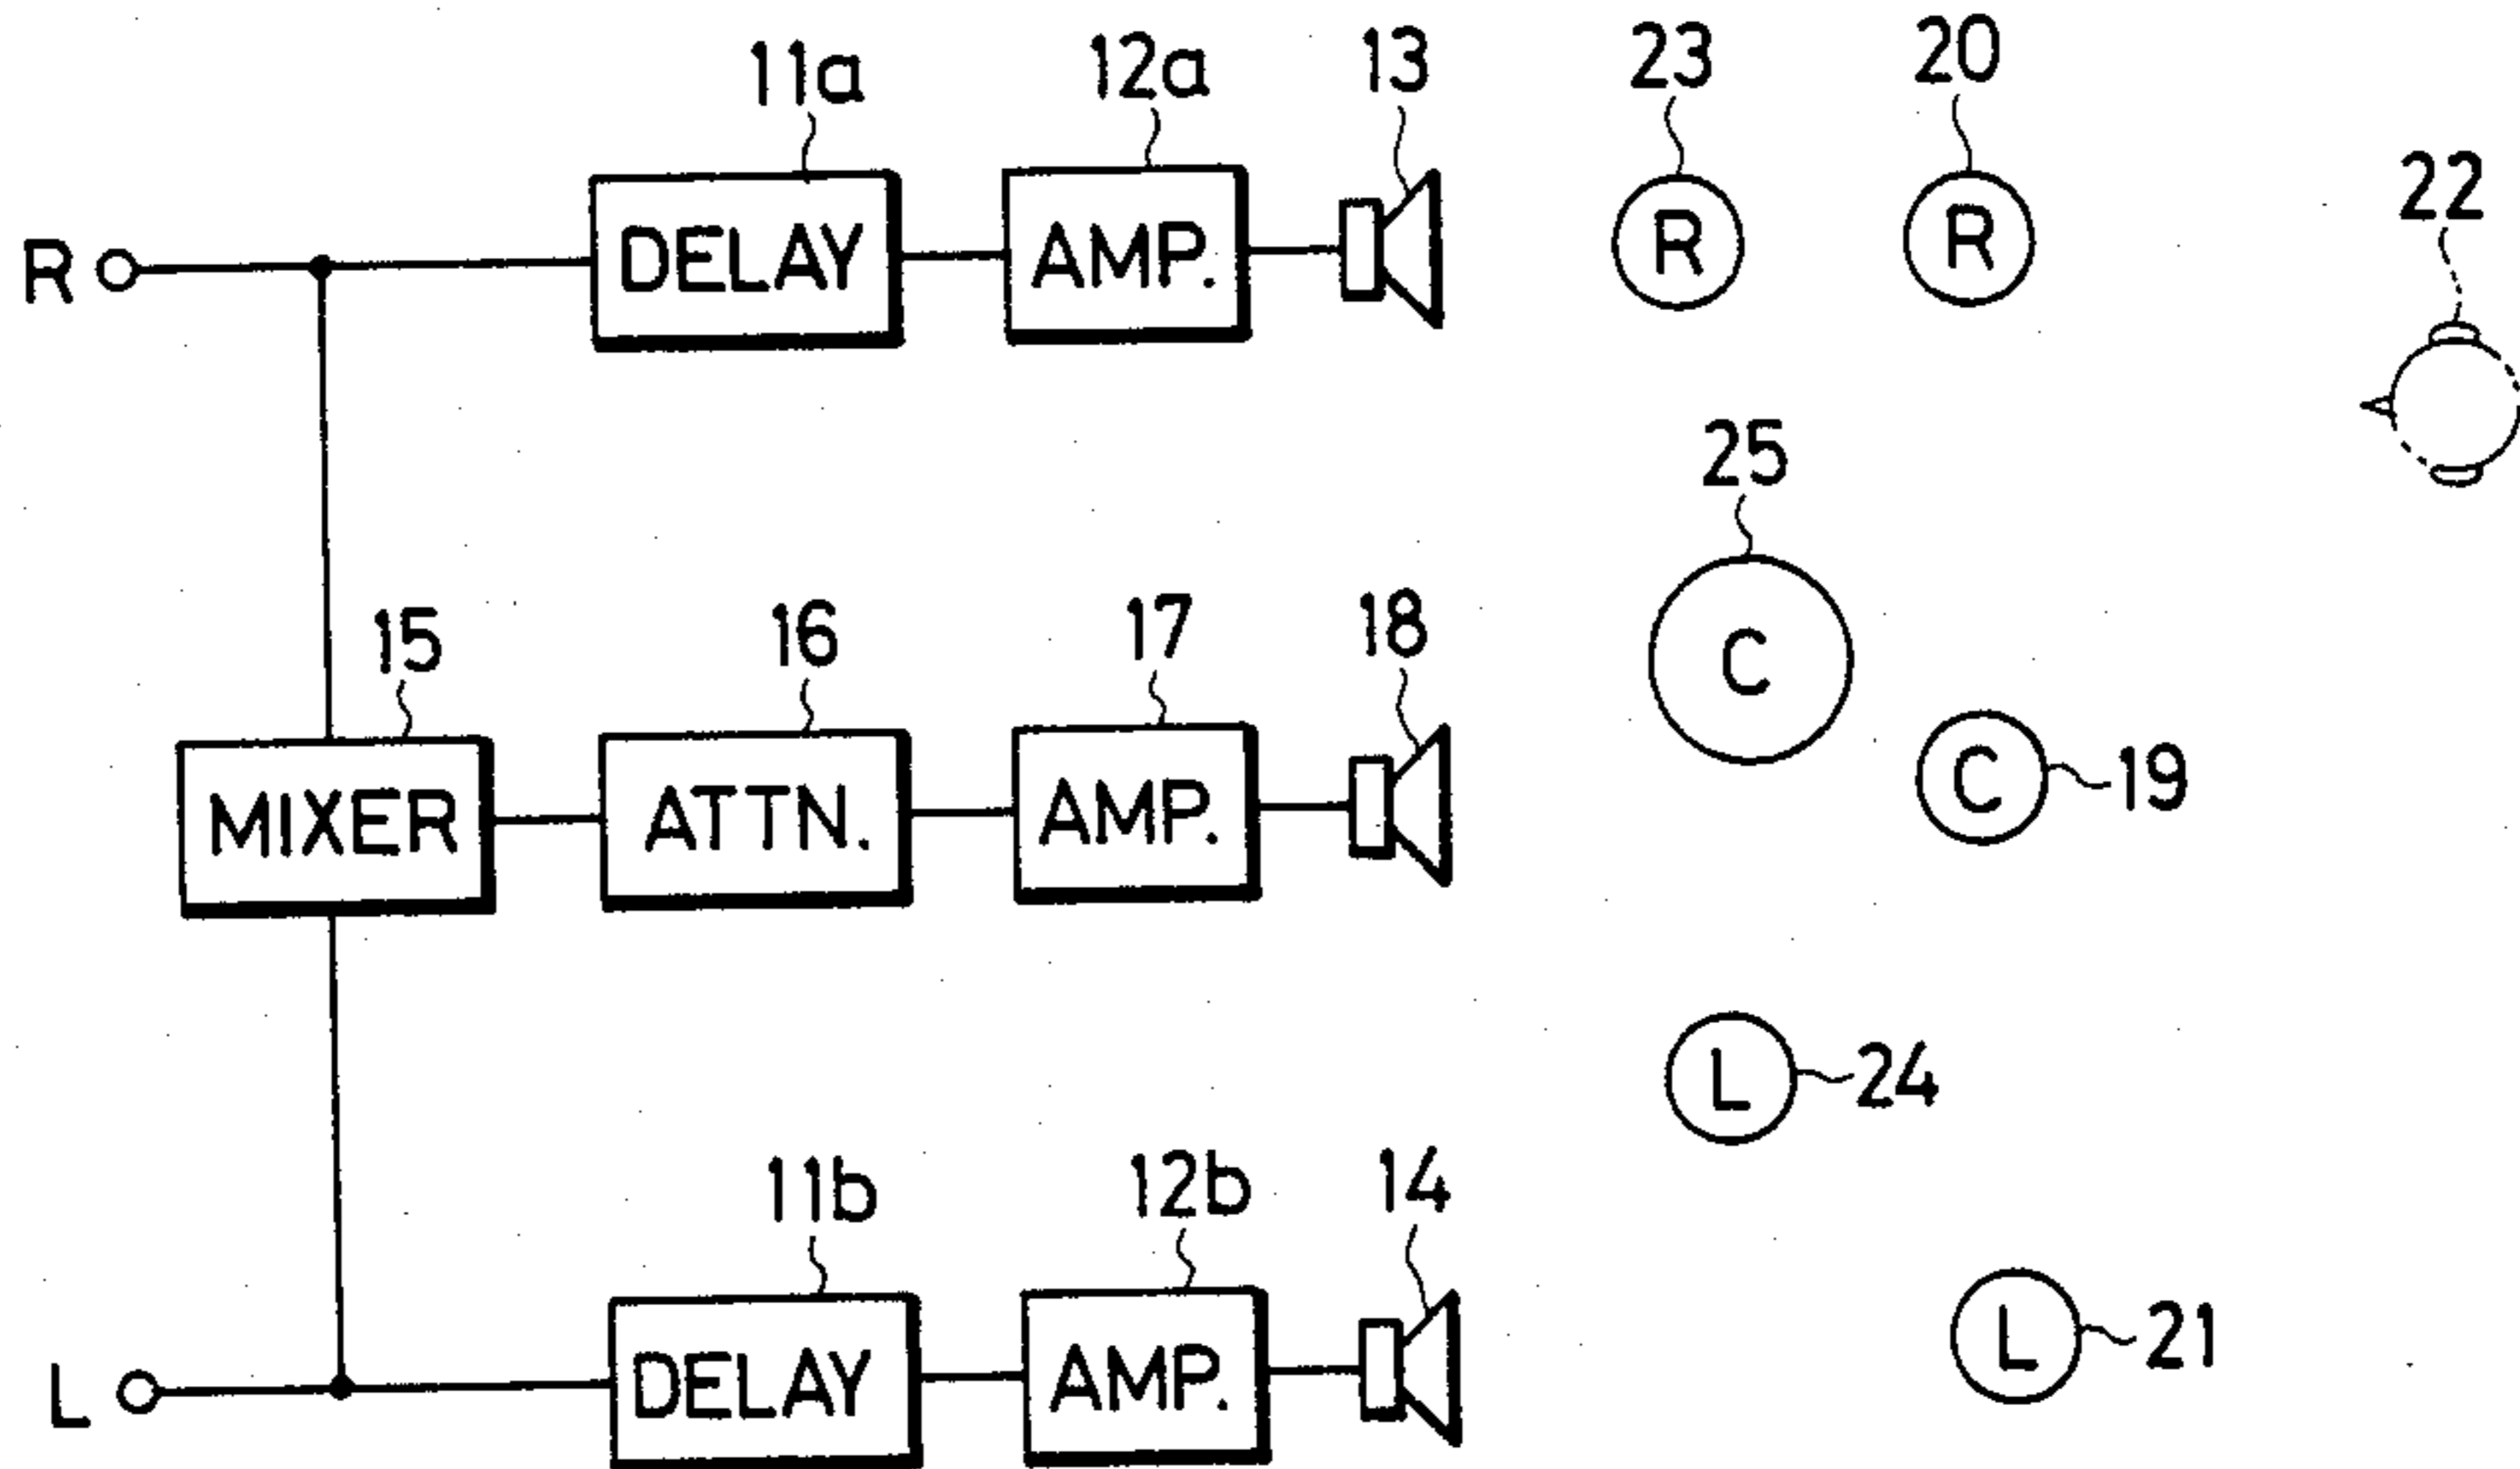 11a 12a 13 23 20
22
R DELAY AMP. R R
25
15 16 17 18 C
MIXER ATTN. AMP. C 19
L 24
11b 12b 14
L DELAY AMP. L 21